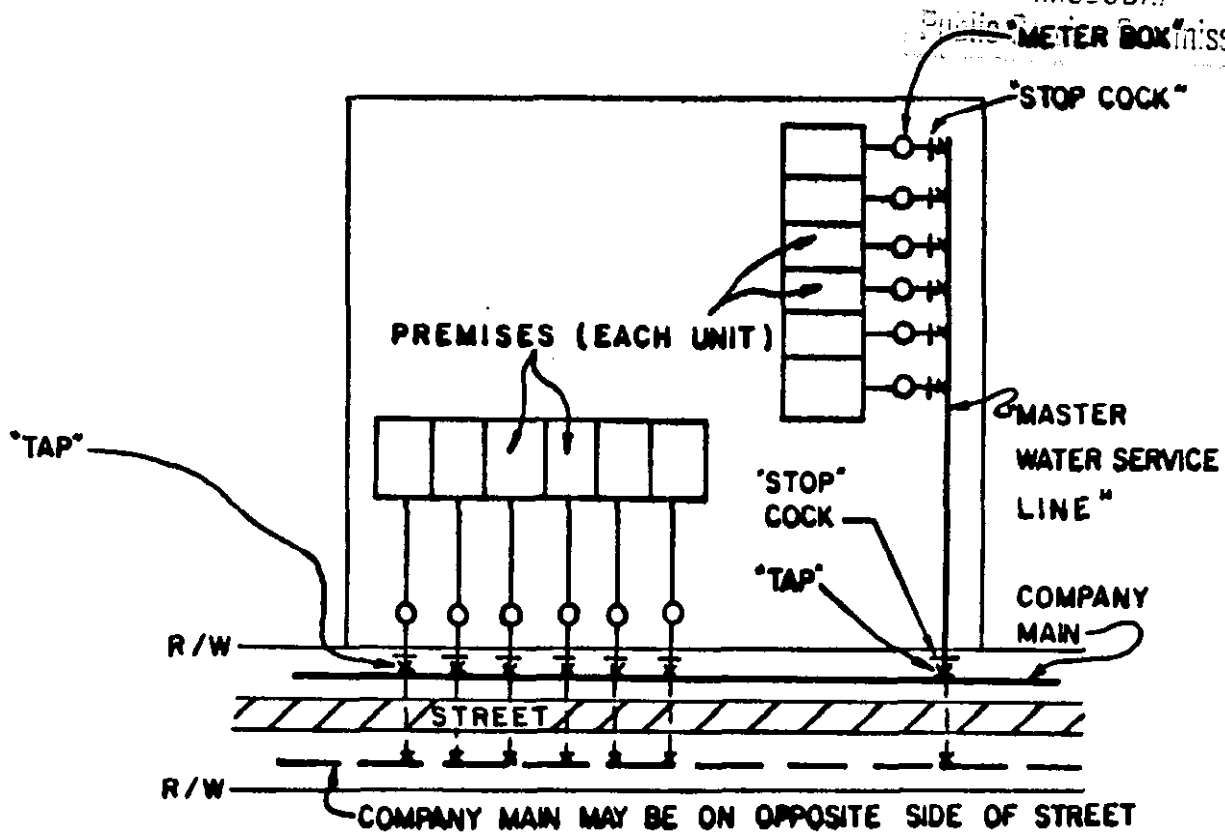 "METER BOX"
"STOP COCK"
PREMISES (EACH UNIT)
"TAP"
MASTER
WATER SERVICE
LINE"
"STOP"
COCK
"TAP"
COMPANY
MAIN
R/W
STREET
R/W
COMPANY MAIN MAY BE ON OPPOSITE SIDE OF STREET